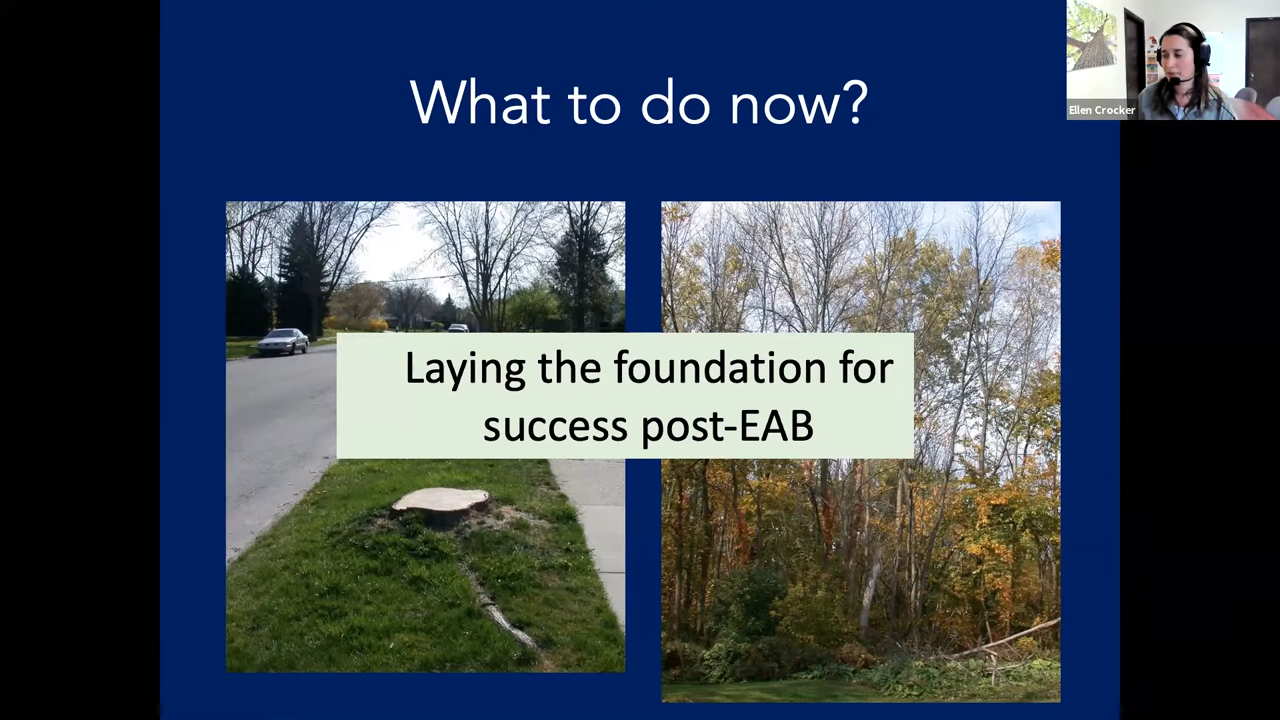 What to do now?
Ellen Crocker
Laying the foundation for
success post-EAB